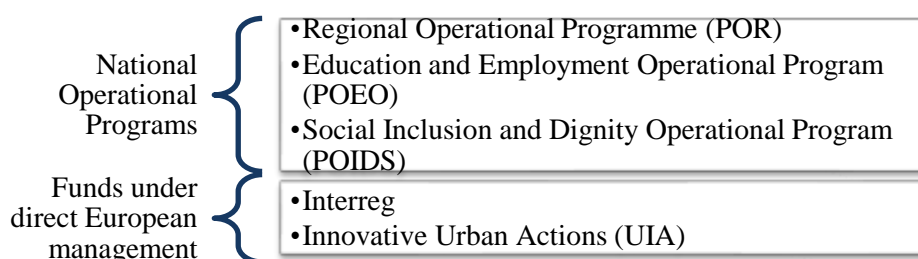 National
Operational
Programs
•Regional Operational Programme (POR)
•Education and Employment Operational Program
(POEO)
•Social Inclusion and Dignity Operational Program
(POIDS)
Funds under
direct European
management
•Interreg
•Innovative Urban Actions (UIA)